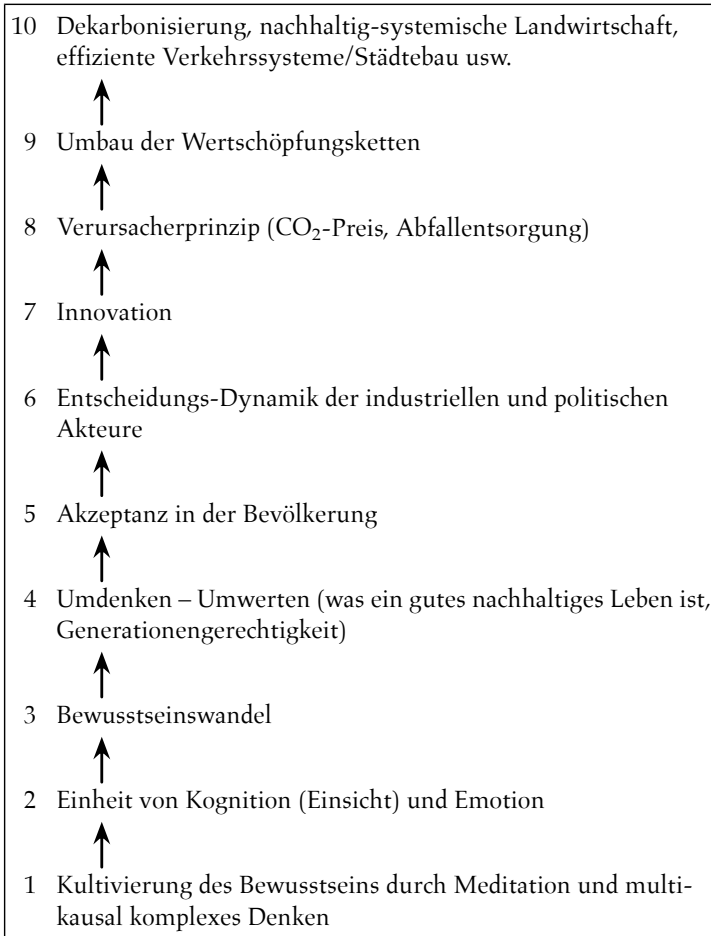 10 Dekarbonisierung, nachhaltig-systemische Landwirtschaft,
effiziente Verkehrssysteme/Städtebau usw.
9 Umbau der Wertschöpfungsketten
8 Verursacherprinzip (CO₂-Preis, Abfallentsorgung)
7 Innovation
6 Entscheidungs-Dynamik der industriellen und politischen
Akteure
5 Akzeptanz in der Bevölkerung
4 Umdenken – Umwerten (was ein gutes nachhaltiges Leben ist,
Generationengerechtigkeit)
3 Bewusstseinswandel
2 Einheit von Kognition (Einsicht) und Emotion
1 Kultivierung des Bewusstseins durch Meditation und multi-
kausal komplexes Denken